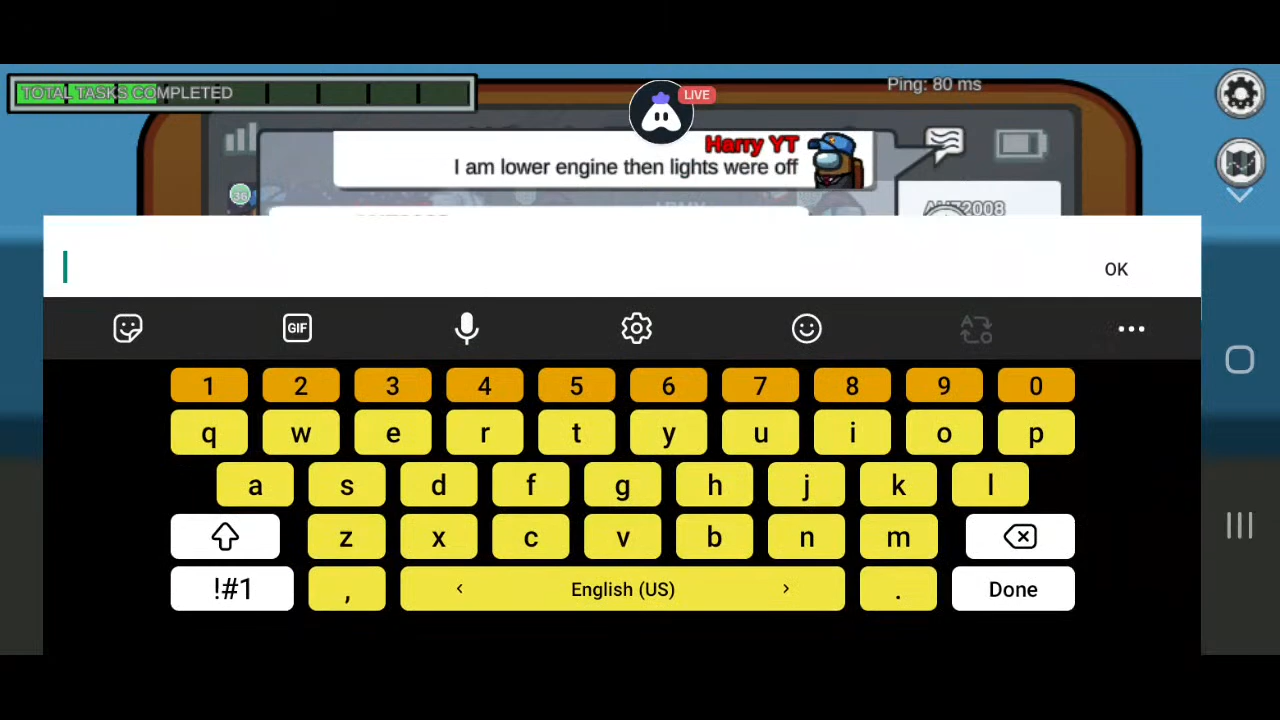 TOTAL TASKS COMPLETED
Ping: 80 ms
LIVE
Harry YT
I am lower engine then lights were off
36
OK
GIF
1 2 3 4 5 6 7 8 9 0
q w e r t y u i o p
a s d f g h j k l
z x c v b n m
!#1 , < English (US) > . Done